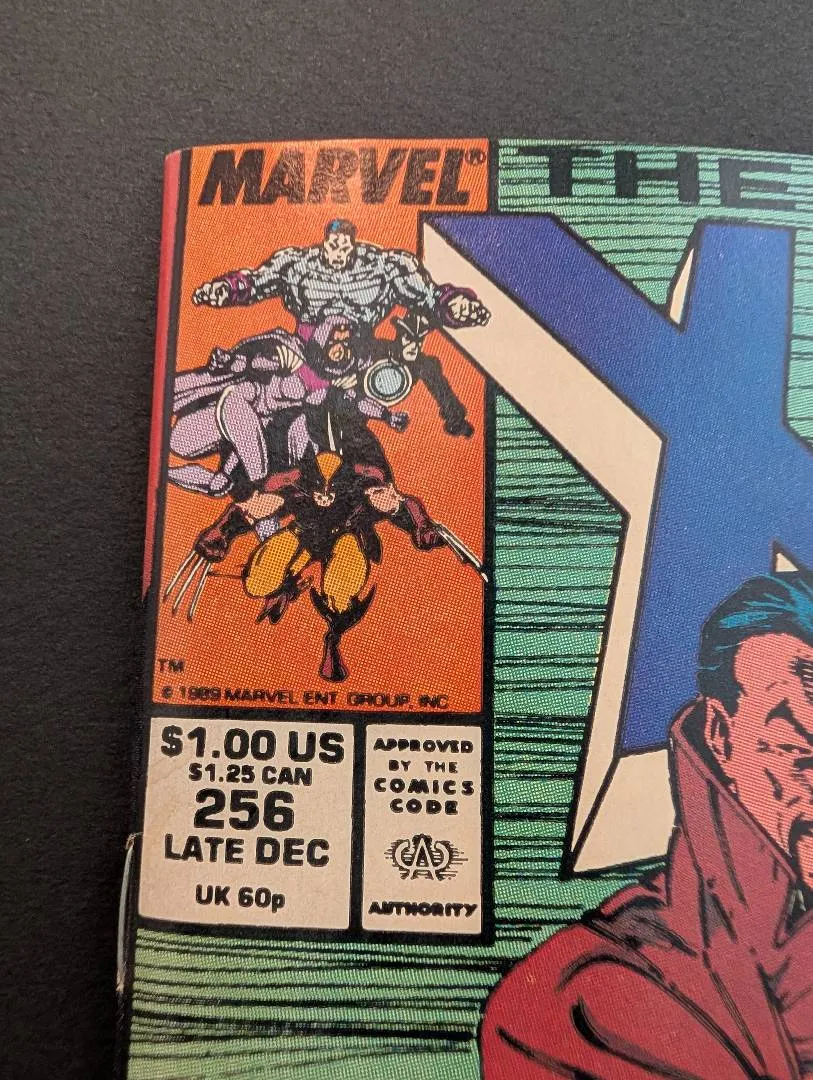 MARVEL®
THE
X
TM
© 1989 MARVEL ENT. GROUP, INC.
$1.00 US
$1.25 CAN
256
LATE DEC
UK 60p
APPROVED
BY THE
COMICS
CODE
A
AUTHORITY